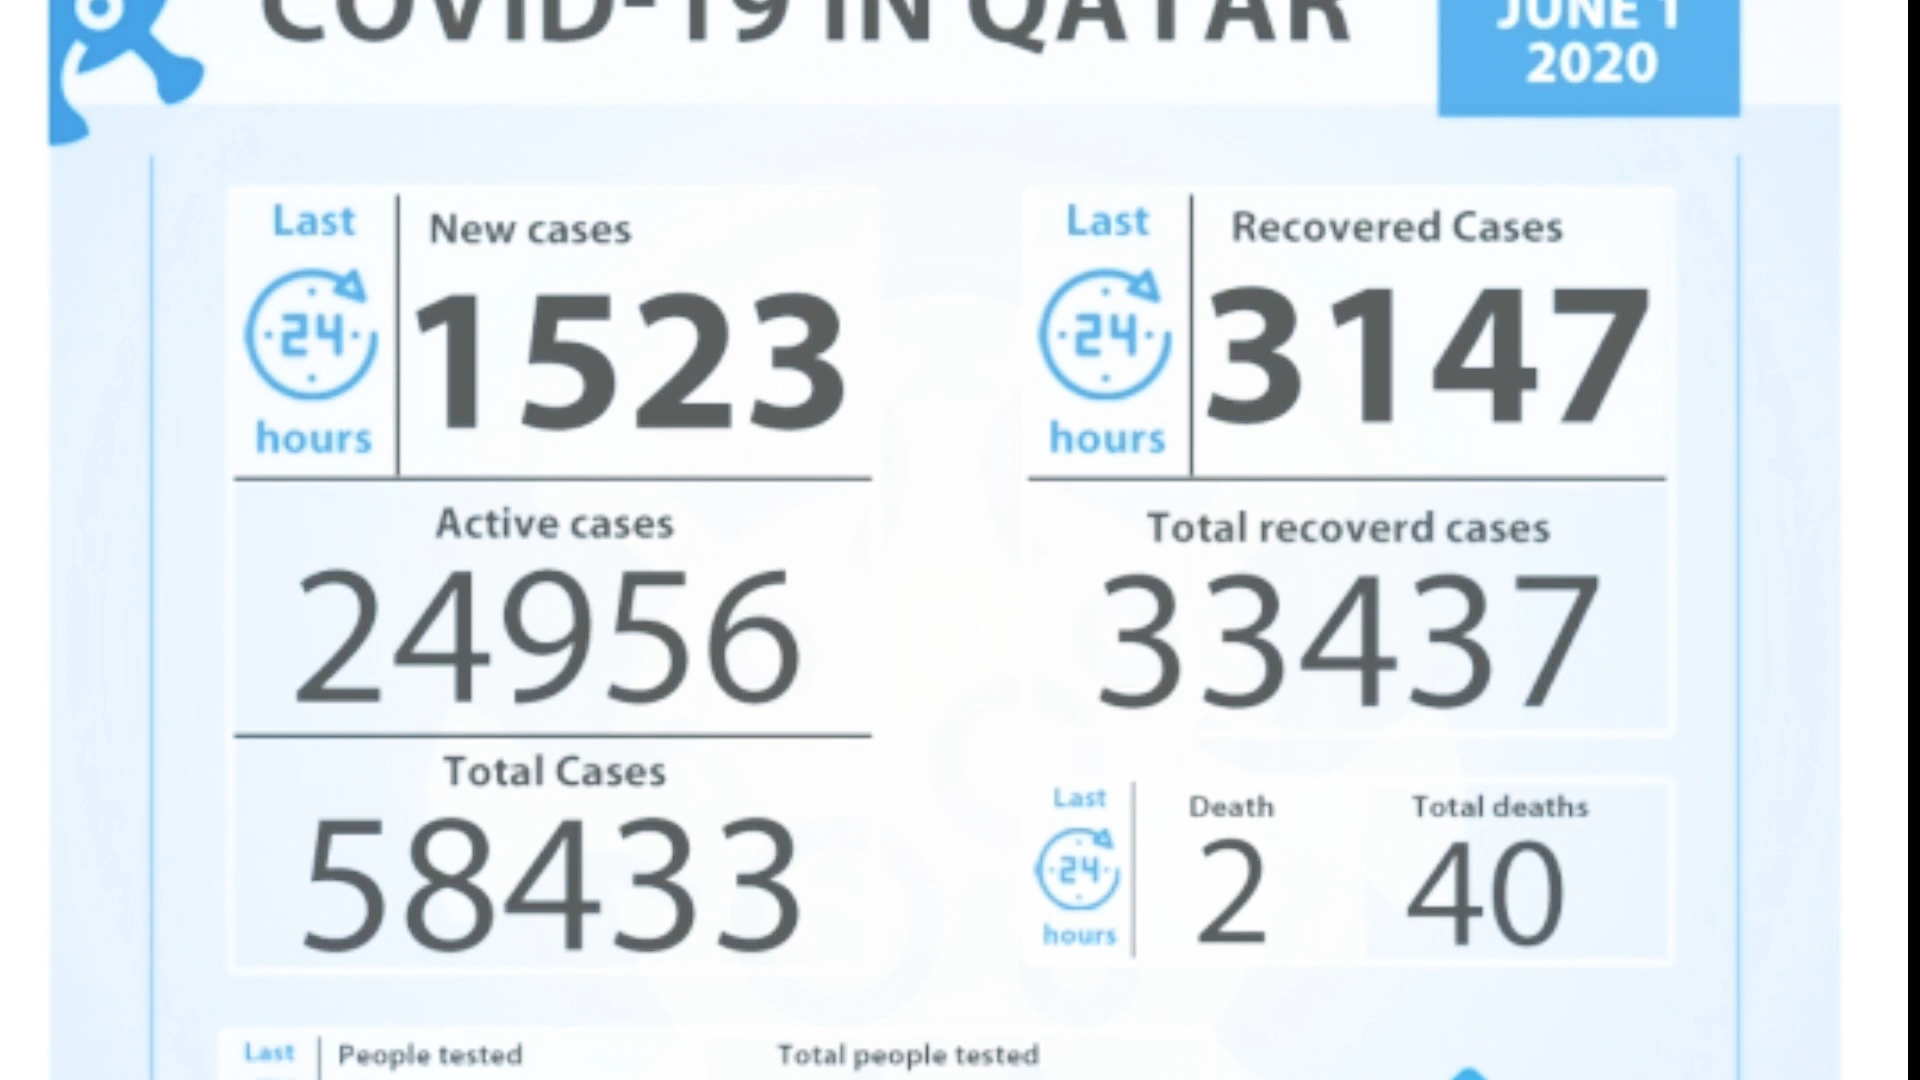 COVID-19 IN QATAR
JUNE 1
2020
Last
24
hours
New cases
1523
Active cases
24956
Total Cases
58433
Last
24
hours
Recovered Cases
3147
Total recoverd cases
33437
Last
24
hours
Death
2
Total deaths
40
Last
People tested
Total people tested